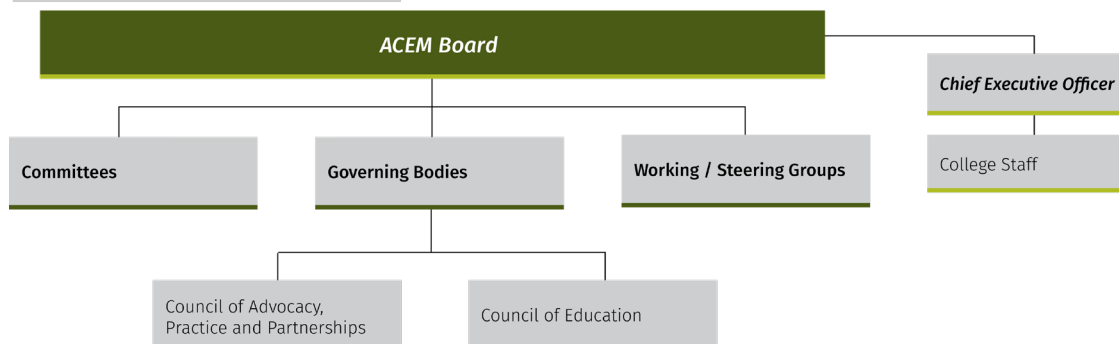 ACEM Board
Chief Executive Officer
Committees
Governing Bodies
Working / Steering Groups
College Staff
Council of Advocacy,
Practice and Partnerships
Council of Education